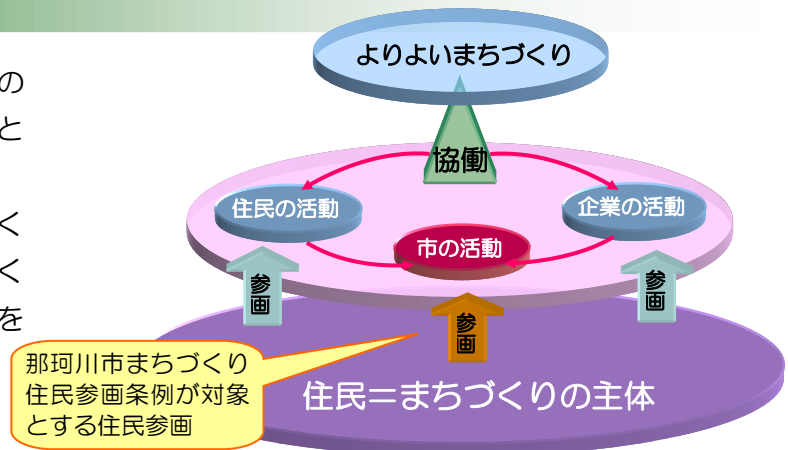 よりよいまちづくり
の
と
協働
住民の活動
企業の活動
く
市の活動
く
参画
参画
を
参画
那珂川市まちづくり
住民参画条例が対象
とする住民参画
住民＝まちづくりの主体